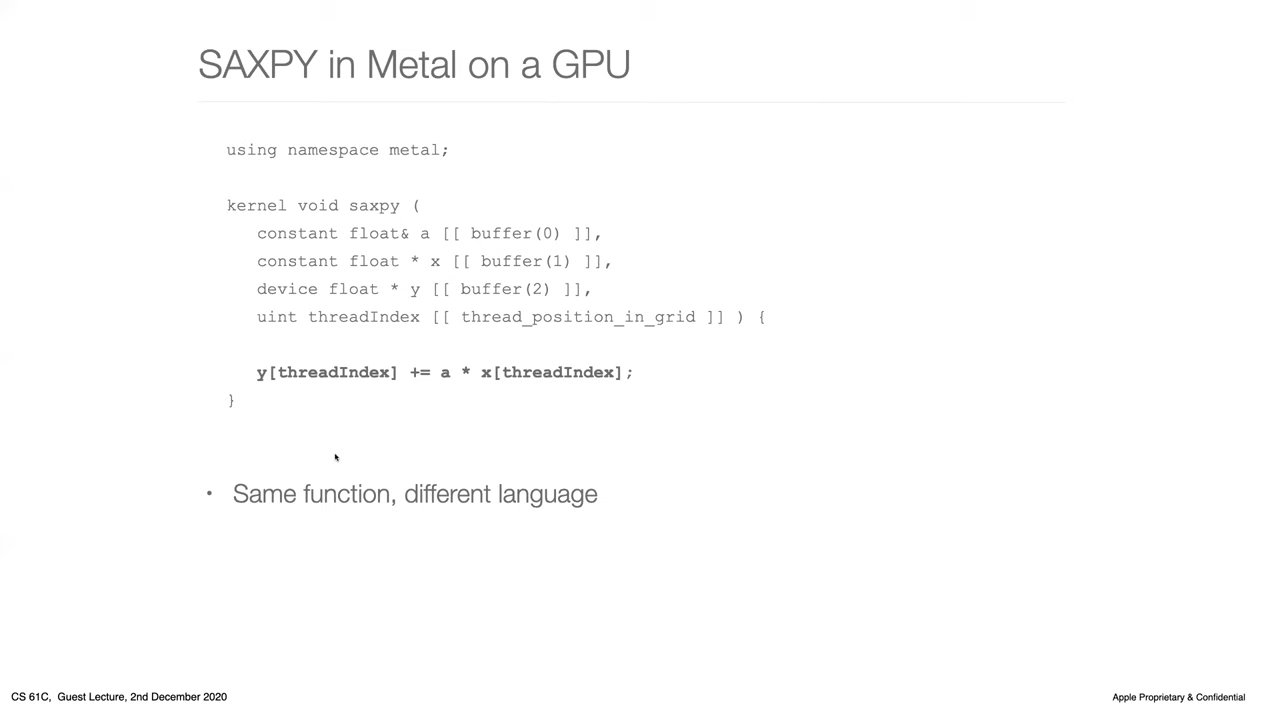 SAXPY in Metal on a GPU
using namespace metal;
kernel void saxpy (
constant float& a [[ buffer(0) ]],
constant float * x [[ buffer(1) ]],
device float * y [[ buffer(2) ]],
uint threadIndex [[ thread_position_in_grid ]] ) {
y[threadIndex] += a * x[threadIndex];
}
• Same function, different language
CS 61C, Guest Lecture, 2nd December 2020
Apple Proprietary & Confidential